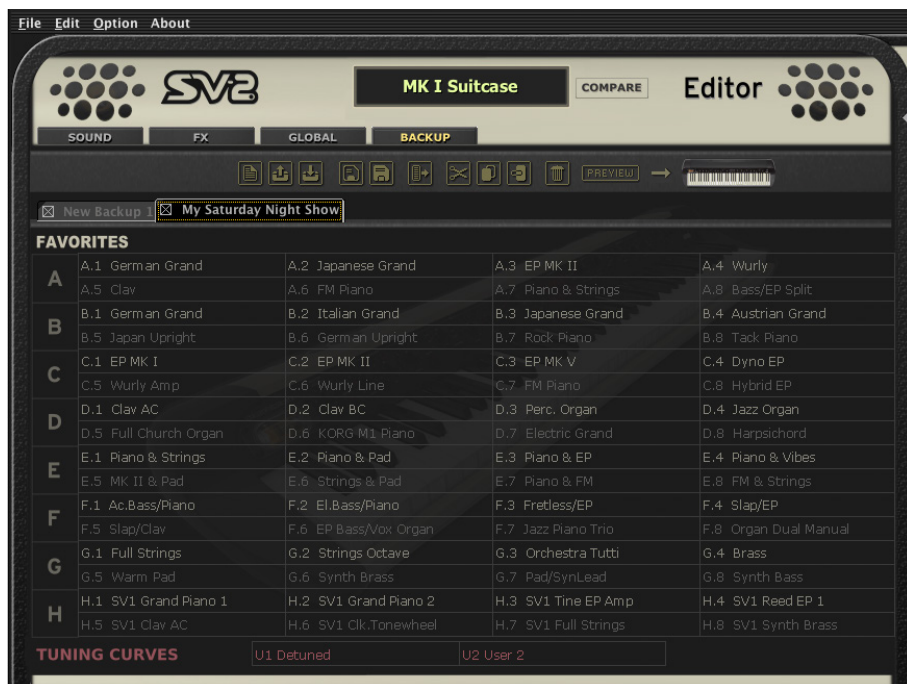 File Edit Option About
SV2 MK I Suitcase COMPARE Editor
SOUND FX GLOBAL BACKUP
PREVIEW
New Backup 1 My Saturday Night Show
FAVORITES
A
A.1 German Grand A.2 Japanese Grand A.3 EP MK II A.4 Wurly
A.5 Clav A.6 FM Piano A.7 Piano & Strings A.8 Bass/EP Split
B
B.1 German Grand B.2 Italian Grand B.3 Japanese Grand B.4 Austrian Grand
B.5 Japan Upright B.6 German Upright B.7 Rock Piano B.8 Tack Piano
C
C.1 EP MK I C.2 EP MK II C.3 EP MK V C.4 Dyno EP
C.5 Wurly Amp C.6 Wurly Line C.7 FM Piano C.8 Hybrid EP
D
D.1 Clav AC D.2 Clav BC D.3 Perc. Organ D.4 Jazz Organ
D.5 Full Church Organ D.6 KORG M1 Piano D.7 Electric Grand D.8 Harpsichord
E
E.1 Piano & Strings E.2 Piano & Pad E.3 Piano & EP E.4 Piano & Vibes
E.5 MK II & Pad E.6 Strings & Pad E.7 Piano & FM E.8 FM & Strings
F
F.1 Ac.Bass/Piano F.2 El.Bass/Piano F.3 Fretless/EP F.4 Slap/EP
F.5 Slap/Clav F.6 EP Bass/Vox Organ F.7 Jazz Piano Trio F.8 Organ Dual Manual
G
G.1 Full Strings G.2 Strings Octave G.3 Orchestra Tutti G.4 Brass
G.5 Warm Pad G.6 Synth Brass G.7 Pad/SynLead G.8 Synth Bass
H
H.1 SV1 Grand Piano 1 H.2 SV1 Grand Piano 2 H.3 SV1 Tine EP Amp H.4 SV1 Reed EP 1
H.5 SV1 Clav AC H.6 SV1 Clk.Tonewheel H.7 SV1 Full Strings H.8 SV1 Synth Brass
TUNING CURVES U1 Detuned U2 User 2